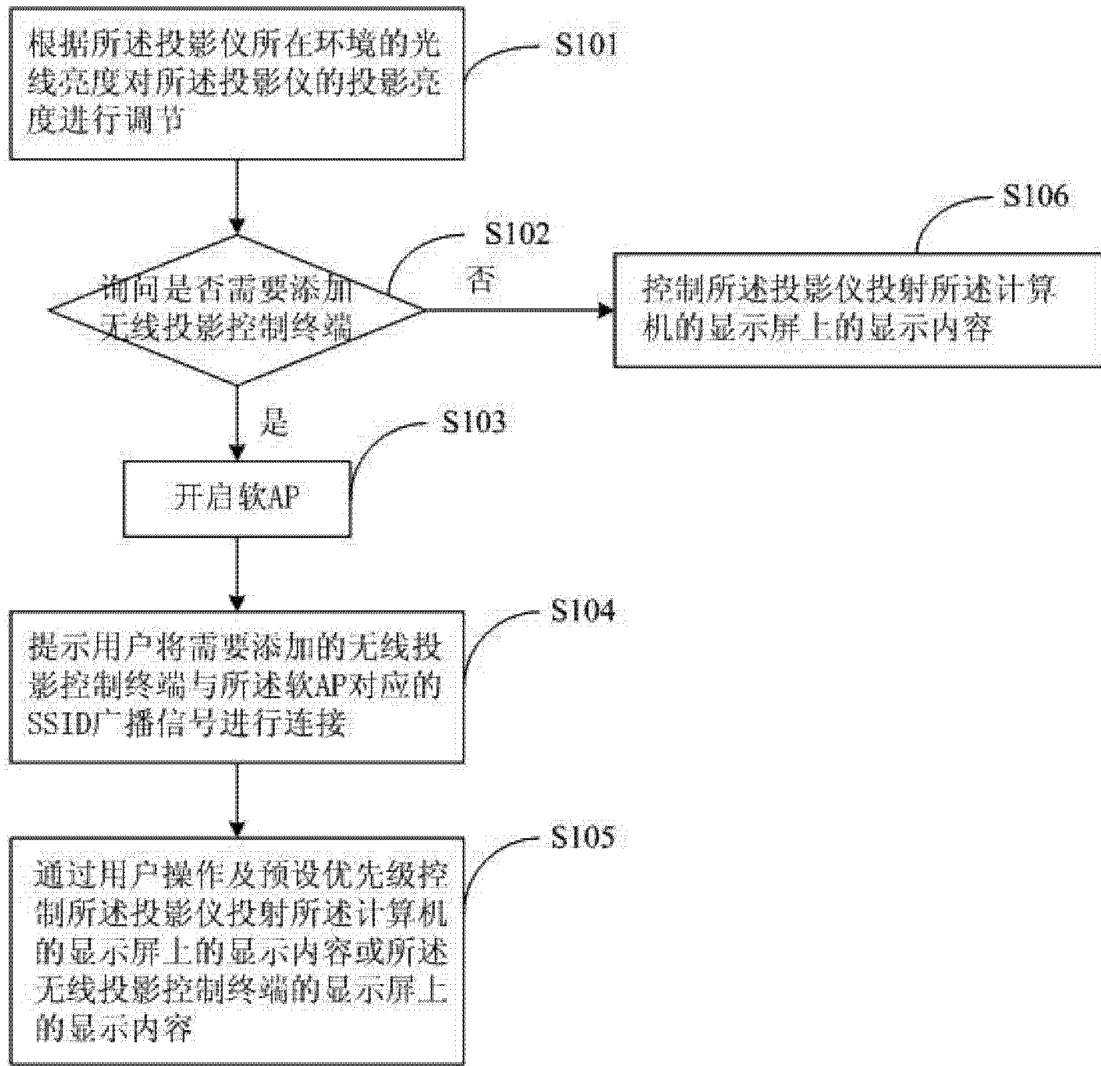 根据所述投影仪所在环境的光
线亮度对所述投影仪的投影亮
度进行调节
S101
询问是否需要添加
无线投影控制终端
S102
否
控制所述投影仪投射所述计算
机的显示屏上的显示内容
S106
是
开启软AP
S103
提示用户将需要添加的无线投
影控制终端与所述软AP对应的
SSID广播信号进行连接
S104
通过用户操作及预设优先级控
制所述投影仪投射所述计算机
的显示屏上的显示内容或所述
无线投影控制终端的显示屏上
的显示内容
S105